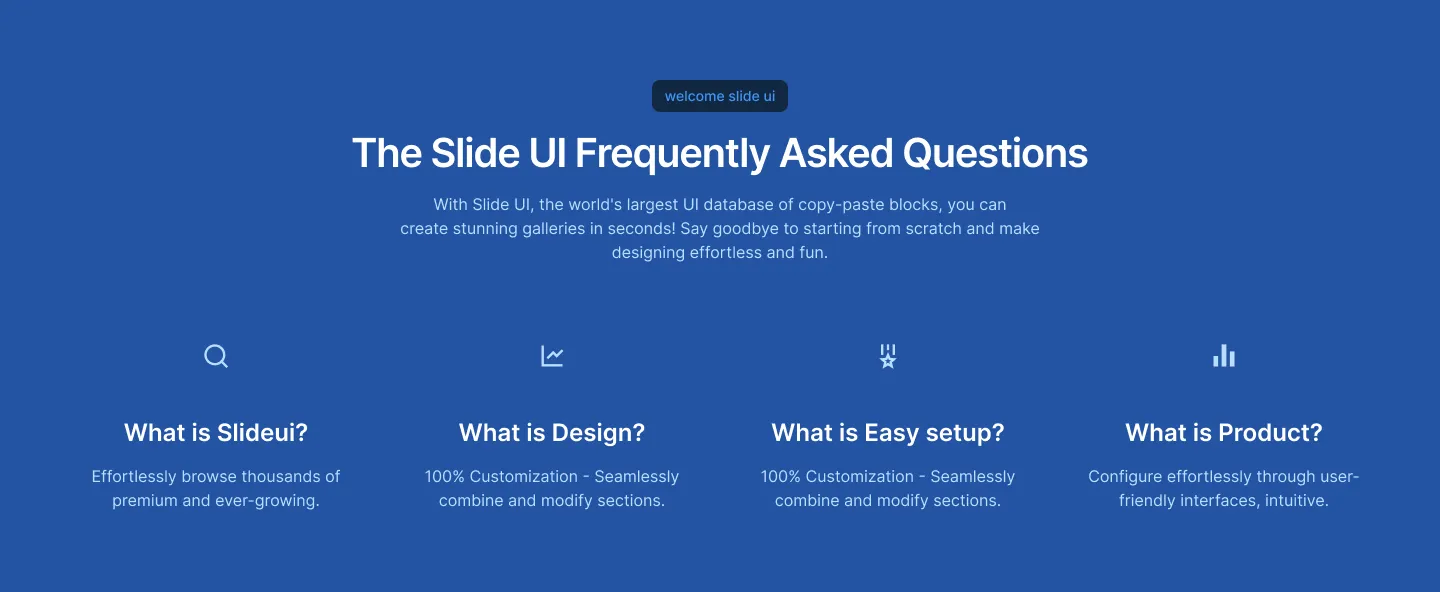 welcome slide ui
The Slide UI Frequently Asked Questions
With Slide UI, the world's largest UI database of copy-paste blocks, you can
create stunning galleries in seconds! Say goodbye to starting from scratch and make
designing effortless and fun.
What is Slideui?
Effortlessly browse thousands of
premium and ever-growing.
What is Design?
100% Customization - Seamlessly
combine and modify sections.
What is Easy setup?
100% Customization - Seamlessly
combine and modify sections.
What is Product?
Configure effortlessly through user-
friendly interfaces, intuitive.